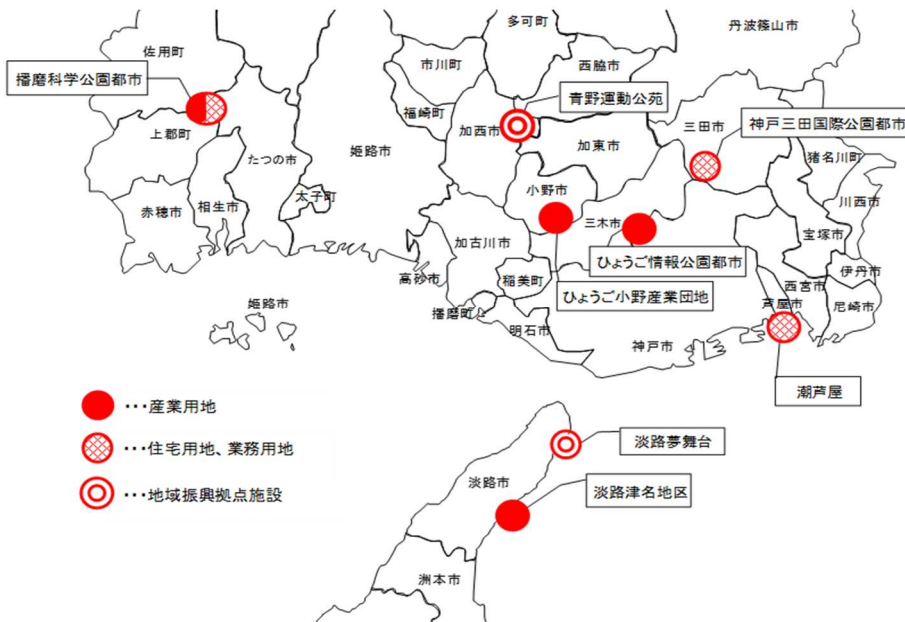 多可町
丹波篠山市
佐用町
市川町
西脇市
播磨科学公園都市
青野運動公苑
福崎町
加西市
三田市
神戸三田国際公園都市
上郡町
加東市
姫路市
たつの市
猪名川町
太子町
小野市
川西市
赤穂市
相生市
三木市
宝塚市
加古川市
ひょうご情報公園都市
伊丹市
高砂市
稲美町
西宮市
ひょうご小野産業団地
芦屋市
尼崎市
姫路市
播磨町
明石市
神戸市
潮芦屋
・・・産業用地
・・・住宅用地、業務用地
・・・地域振興拠点施設
淡路夢舞台
淡路市
淡路津名地区
洲本市